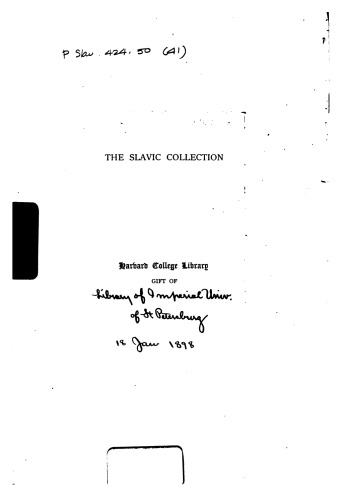 P Slav 424.50 (41)
THE SLAVIC COLLECTION
Harvard College Library
GIFT OF
Library of Imperial Univ.
of St Petersburg
18 Jan 1898